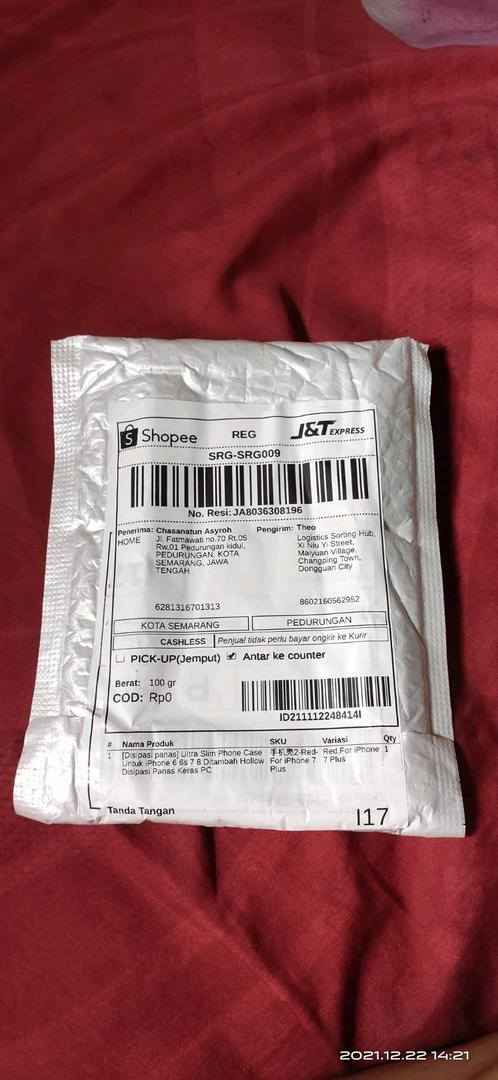 Shopee REG J&T EXPRESS
SRG-SRG009
No. Resi: JA8036308196
Penerima: Chasanatun Asyroh
HOME Jl. Fatmawati no.70 Rt.05
Rw.01 Pedurungan kidul,
PEDURUNGAN, KOTA
SEMARANG, JAWA
TENGAH
6281316701313
Pengirim: Theo
Logistics Sorting Hub,
Xi Niu Yi Street,
Maiyuan Village,
Changping Town,
Dongguan City
8602160562952
KOTA SEMARANG PEDURUNGAN
CASHLESS Penjual tidak perlu bayar ongkir ke Kurir
PICK-UP(Jemput) Antar ke counter
Berat: 100 gr
COD: Rp0
ID211112248414I
# Nama Produk SKU Variasi Qty
1 [Disipasi panas] Ultra Slim Phone Case 手机壳2-Red- Red,For iPhone 1
Untuk iPhone 6 6s 7 8 Ditambah Hollow For iPhone 7 7 Plus
Disipasi Panas Keras PC Plus
Tanda Tangan I17
2021.12.22 14:21